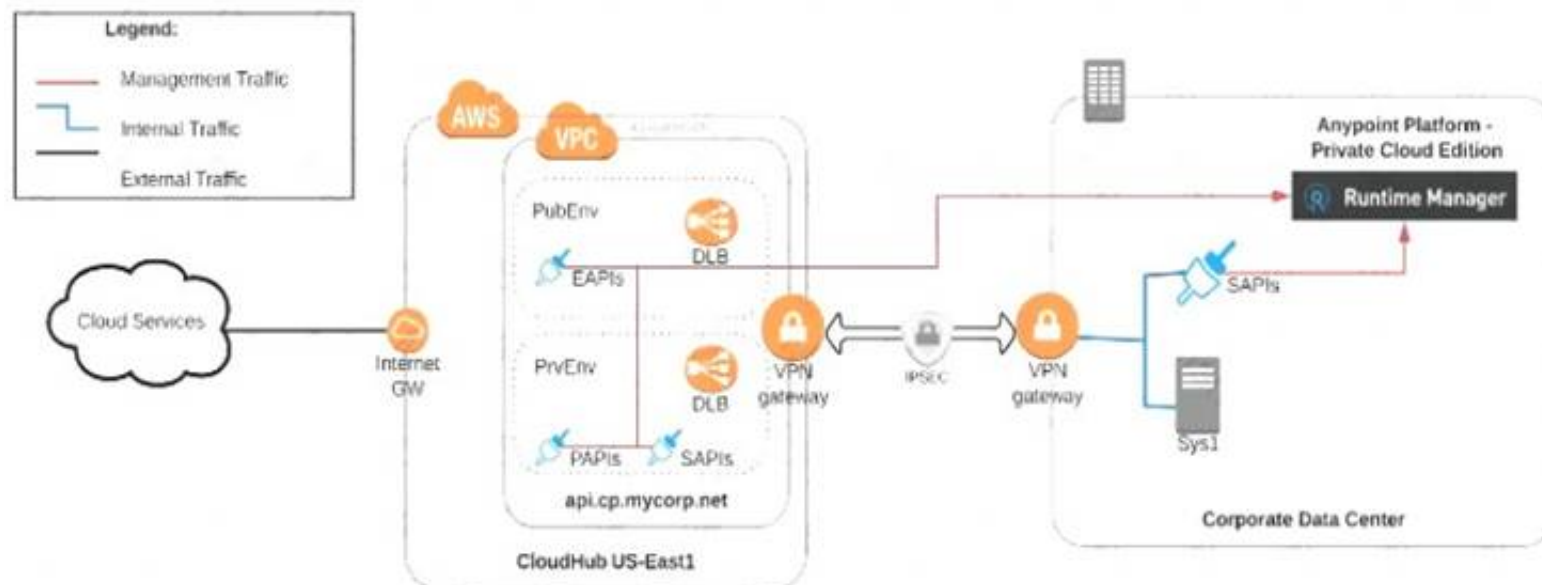 Legend:
Management Traffic
Internal Traffic
External Traffic
AWS
VPC
PubEnv
DLB
EAPIs
PrvEnv
DLB
PAPIs
SAPIs
api.cp.mycorp.net
CloudHub US-East1
Cloud Services
Internet
GW
VPN
gateway
IPSEC
VPN
gateway
Anypoint Platform -
Private Cloud Edition
Runtime Manager
SAPIs
Sys1
Corporate Data Center